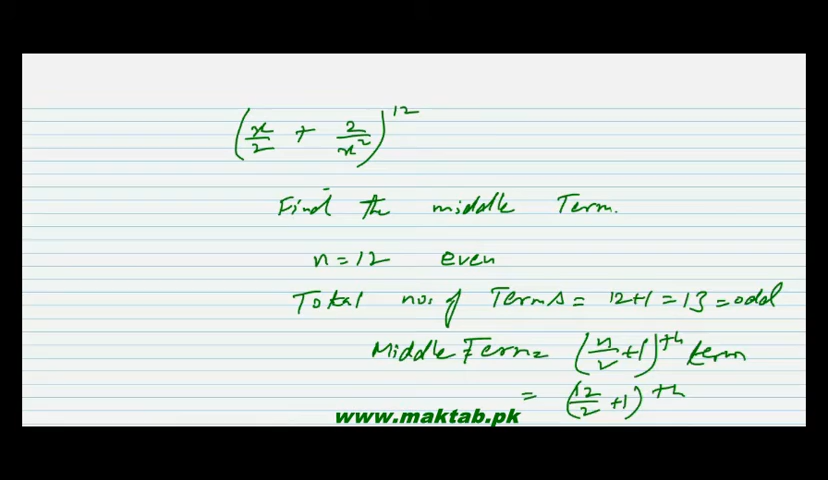 (x/2 + 2/x²)^12
Find the middle Term.
n = 12 even
Total no. of Terms = 12+1 = 13 = odd
Middle Term = (n/2 + 1)^th term
= (12/2 + 1)^th
www.maktab.pk